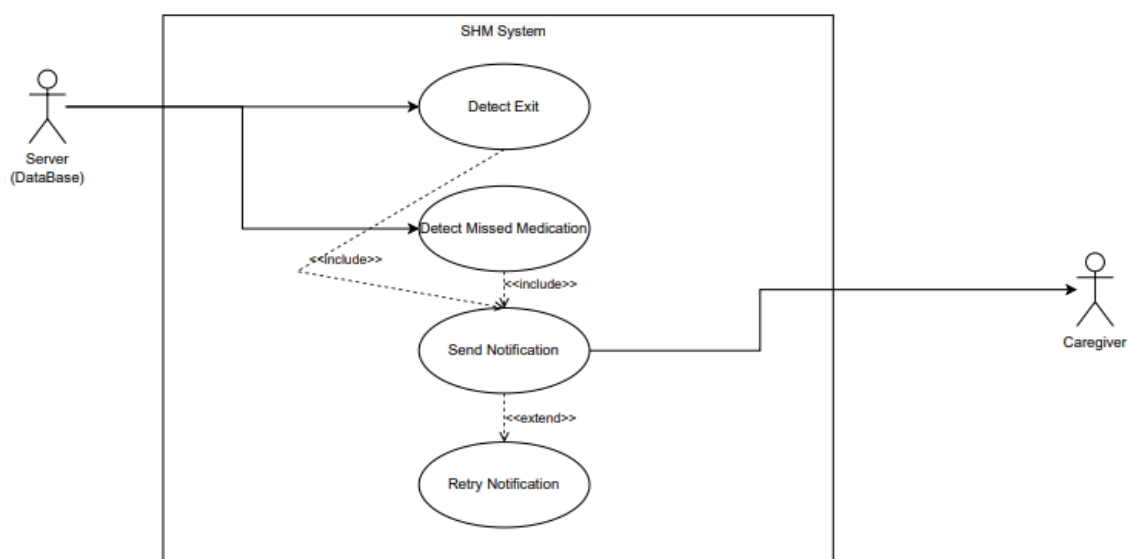 SHM System
Detect Exit
Server
(DataBase)
Detect Missed Medication
<<include>>
<<include>>
Send Notification
Caregiver
<<extend>>
Retry Notification